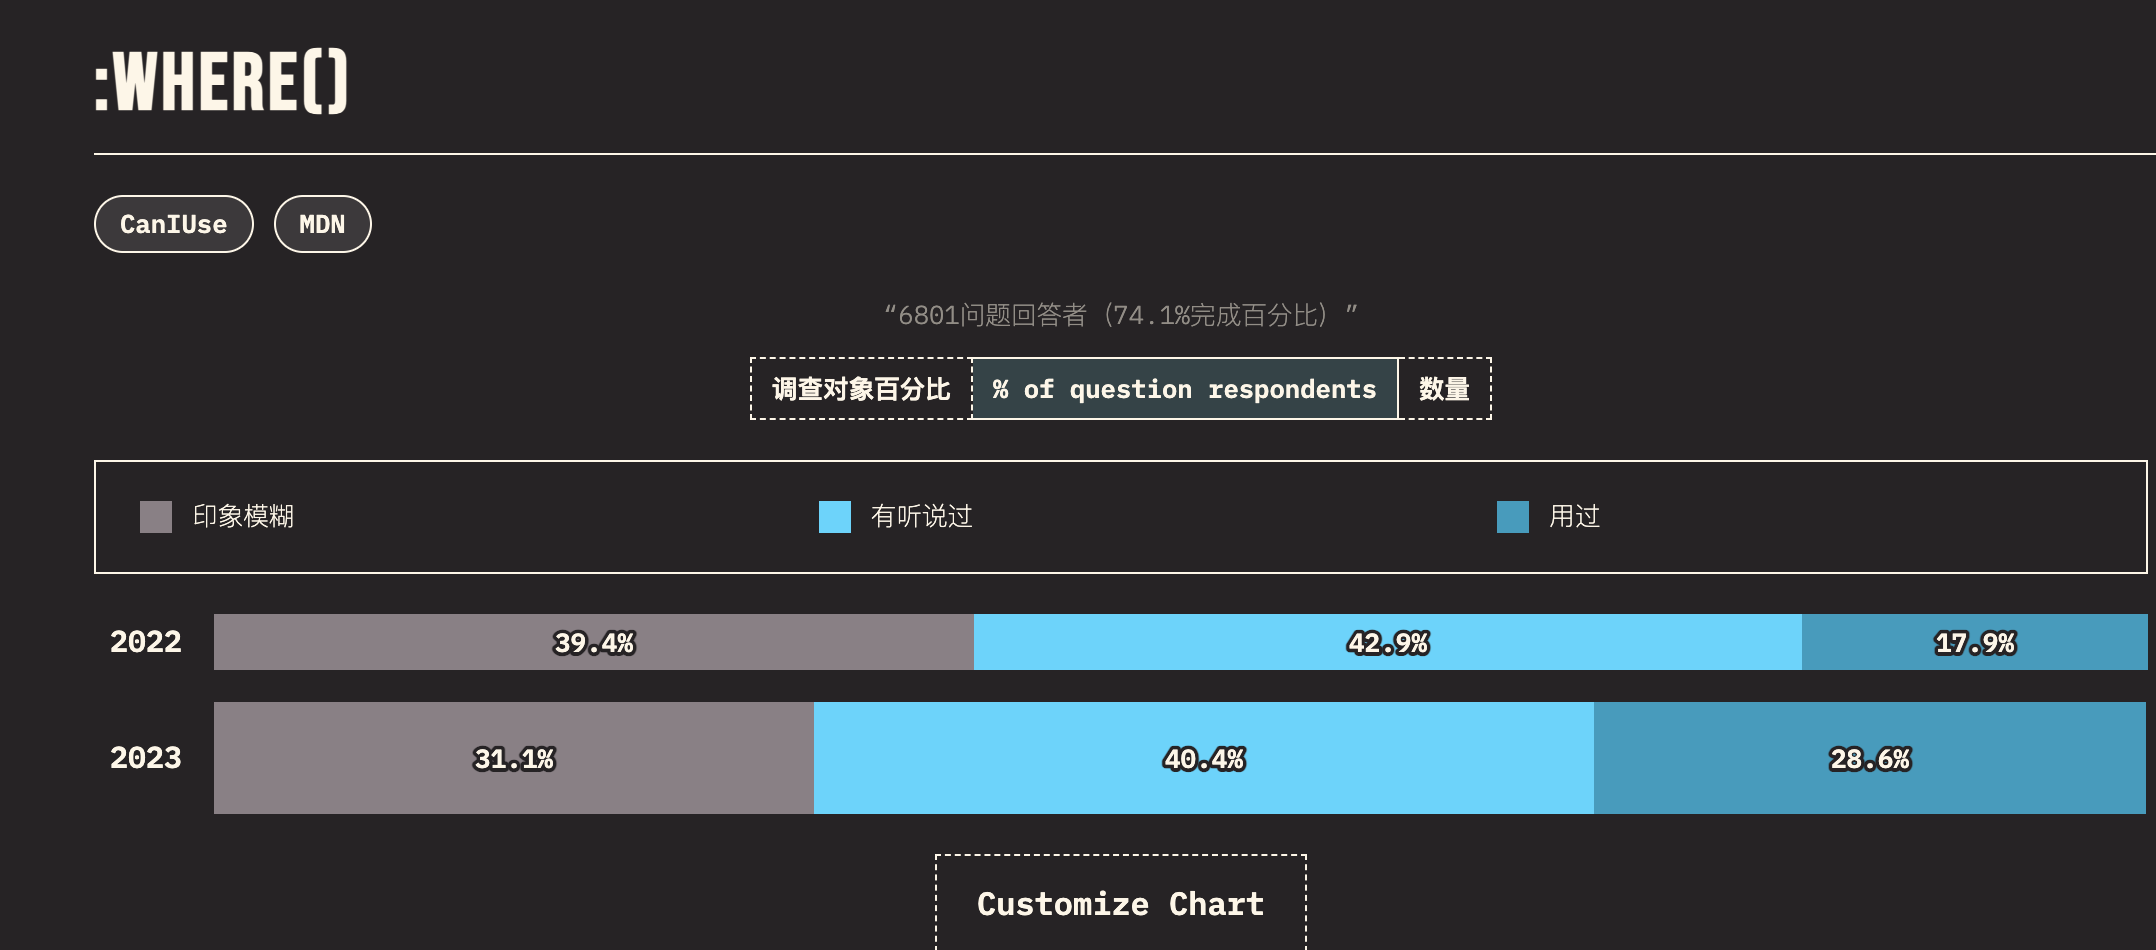 :WHERE()
CanIUse MDN
“6801问题回答者（74.1%完成百分比）”
调查对象百分比 % of question respondents 数量
印象模糊 有听说过 用过
2022 39.4% 42.9% 17.9%
2023 31.1% 40.4% 28.6%
Customize Chart